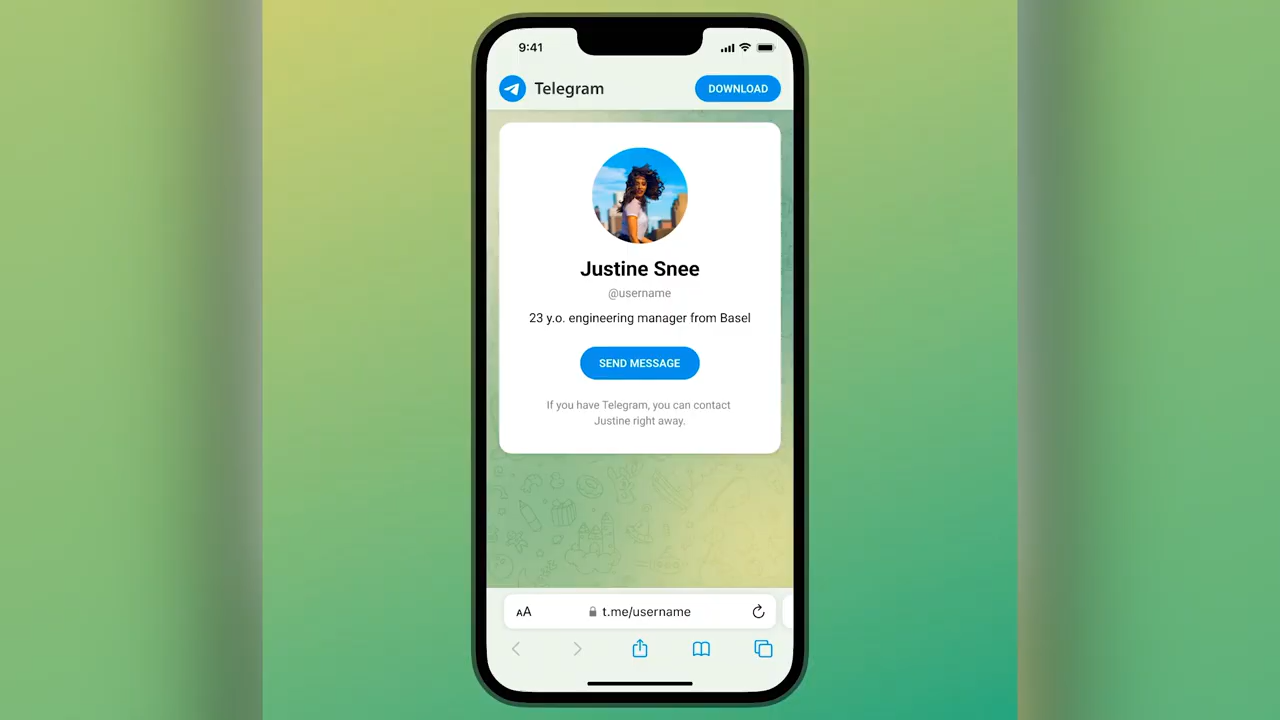 9:41
Telegram
DOWNLOAD
Justine Snee
@username
23 y.o. engineering manager from Basel
SEND MESSAGE
If you have Telegram, you can contact
Justine right away.
AA
t.me/username